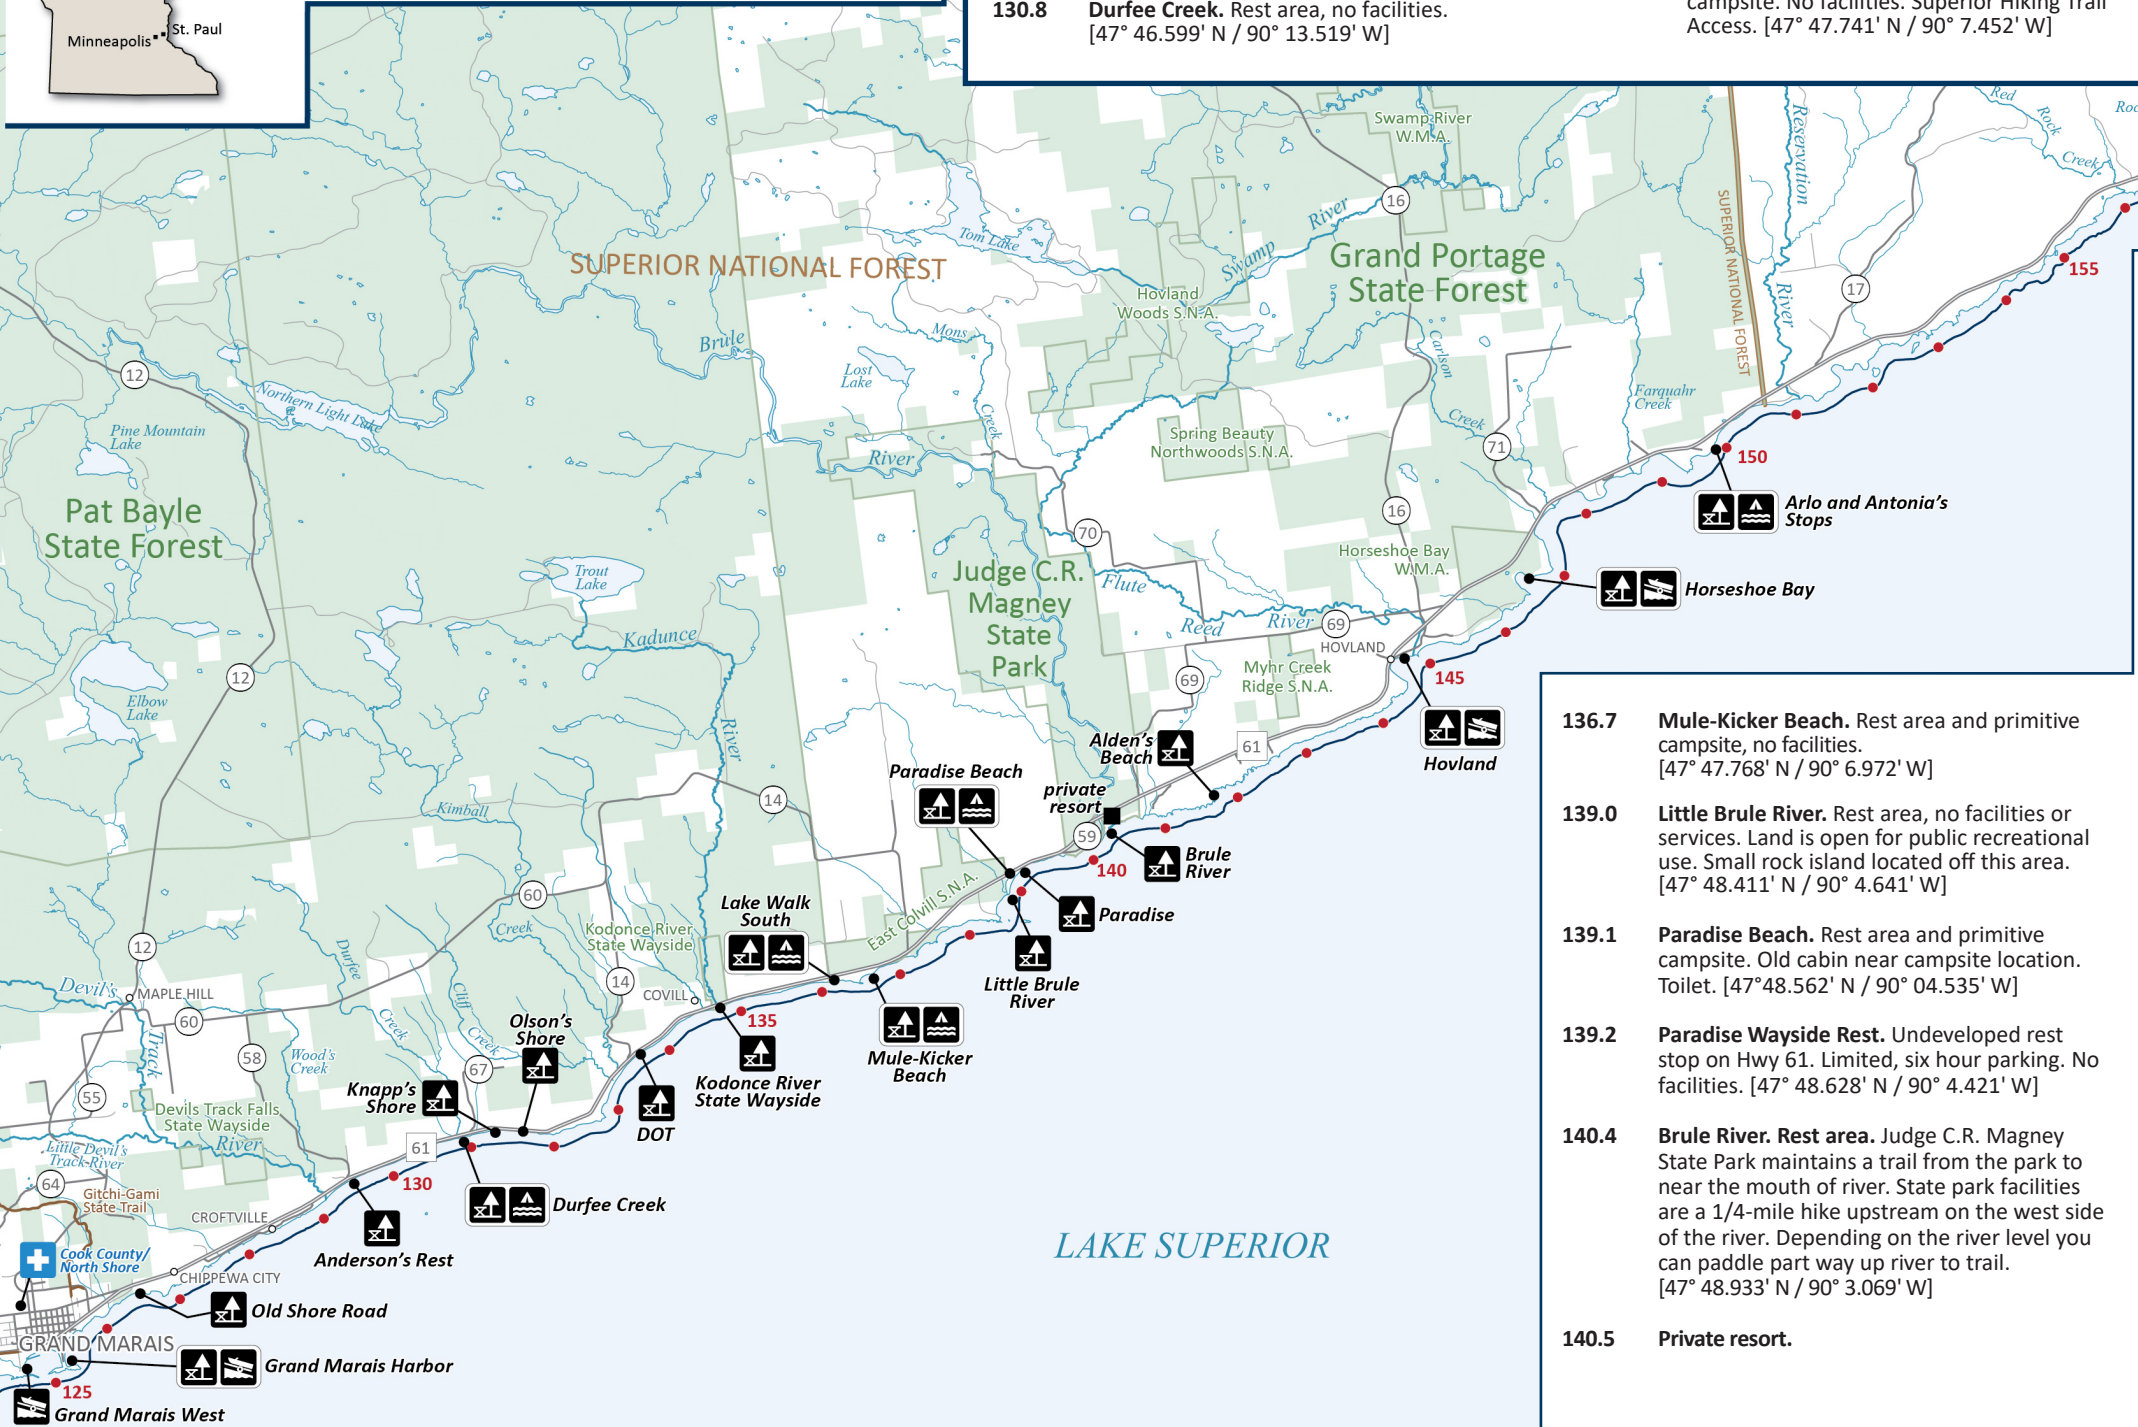 Minneapolis
St. Paul
130.8 Durfee Creek. Rest area, no facilities.
[47° 46.599' N / 90° 13.519' W]
campsite. No facilities. Superior Hiking Trail
Access. [47° 47.741' N / 90° 7.452' W]
Swamp River
W.M.A.
Reservation
River
Red
Rock
Creek
SUPERIOR NATIONAL FOREST
16
Swamp
River
Tom Lake
SUPERIOR NATIONAL FOREST
Grand Portage
State Forest
155
17
Hovland
Woods S.N.A.
Brule
River
Mons
Creek
Lost
Lake
Carlson
Creek
12
Northern Light Lake
Pine Mountain
Lake
Farquahr
Creek
Spring Beauty
Northwoods S.N.A.
71
150
Arlo and Antonia's
Stops
Pat Bayle
State Forest
16
70
Horseshoe Bay
W.M.A.
Trout
Lake
Judge C.R.
Magney
State
Park
Flute
Reed
River
69
Horseshoe Bay
Kadunce
River
HOVLAND
12
Elbow
Lake
69
Myhr Creek
Ridge S.N.A.
145
Hovland
61
Alden's
Beach
Paradise Beach
private
resort
14
Kimball
Creek
59
140
Brule
River
60
Lake Walk
South
East Colvill S.N.A.
Paradise
Little Brule
River
Kodonce River
State Wayside
12
Durfee
Creek
Cliff
Creek
14
COVILL
Devil's
Track
River
MAPLE HILL
60
135
Olson's
Shore
Mule-Kicker
Beach
58
Wood's
Creek
67
Kodonce River
State Wayside
Knapp's
Shore
55
Devils Track Falls
State Wayside
DOT
61
Little Devil's
Track River
64
130
Gitchi-Gami
State Trail
Durfee Creek
CROFTVILLE
Anderson's Rest
LAKE SUPERIOR
Cook County/
North Shore
CHIPPEWA CITY
Old Shore Road
GRAND MARAIS
Grand Marais Harbor
125
Grand Marais West
136.7 Mule-Kicker Beach. Rest area and primitive
campsite, no facilities.
[47° 47.768' N / 90° 6.972' W]
139.0 Little Brule River. Rest area, no facilities or
services. Land is open for public recreational
use. Small rock island located off this area.
[47° 48.411' N / 90° 4.641' W]
139.1 Paradise Beach. Rest area and primitive
campsite. Old cabin near campsite location.
Toilet. [47°48.562' N / 90° 04.535' W]
139.2 Paradise Wayside Rest. Undeveloped rest
stop on Hwy 61. Limited, six hour parking. No
facilities. [47° 48.628' N / 90° 4.421' W]
140.4 Brule River. Rest area. Judge C.R. Magney
State Park maintains a trail from the park to
near the mouth of river. State park facilities
are a 1/4-mile hike upstream on the west side
of the river. Depending on the river level you
can paddle part way up river to trail.
[47° 48.933' N / 90° 3.069' W]
140.5 Private resort.